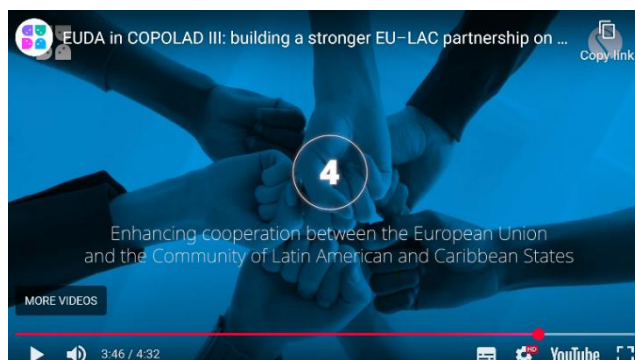 EUDA in COPOLAD III: building a stronger EU–LAC partnership on ...
Copy link
4
Enhancing cooperation between the European Union
and the Community of Latin American and Caribbean States
MORE VIDEOS
3:46 / 4:32
HD
YouTube